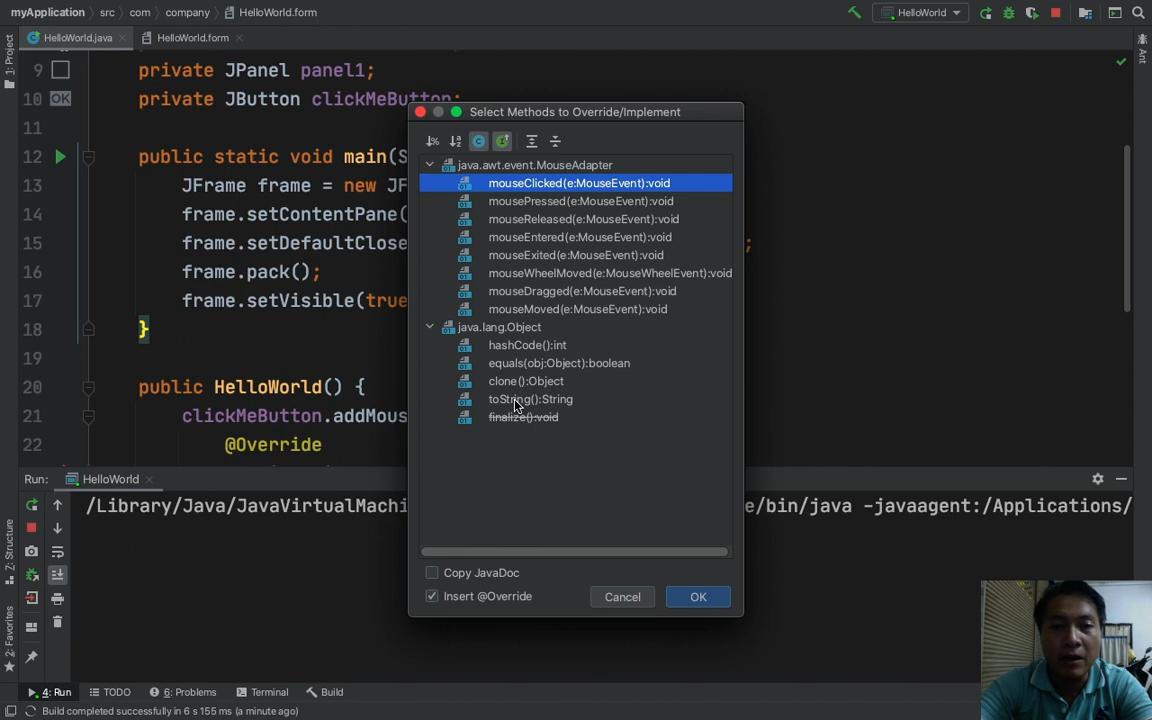 myApplication src com company HelloWorld.form
HelloWorld
HelloWorld.java HelloWorld.form
1: Project
Ant
9 private JPanel panel1;
10 OK private JButton clickMeButton;
11
12 public static void main(S
13 JFrame frame = new JF
14 frame.setContentPane(
15 frame.setDefaultClose ;
16 frame.pack();
17 frame.setVisible(true
18 }
19
20 public HelloWorld() {
21 clickMeButton.addMous
22 @Override
Select Methods to Override/Implement
java.awt.event.MouseAdapter
mouseClicked(e:MouseEvent):void
mousePressed(e:MouseEvent):void
mouseReleased(e:MouseEvent):void
mouseEntered(e:MouseEvent):void
mouseExited(e:MouseEvent):void
mouseWheelMoved(e:MouseWheelEvent):void
mouseDragged(e:MouseEvent):void
mouseMoved(e:MouseEvent):void
java.lang.Object
hashCode():int
equals(obj:Object):boolean
clone():Object
toString():String
finalize():void
Copy JavaDoc
Insert @Override
Cancel OK
Run: HelloWorld
/Library/Java/JavaVirtualMachi e/bin/java -javaagent:/Applications/
Z: Structure
2: Favorites
4: Run TODO 6: Problems Terminal Build
Build completed successfully in 6 s 155 ms (a minute ago)